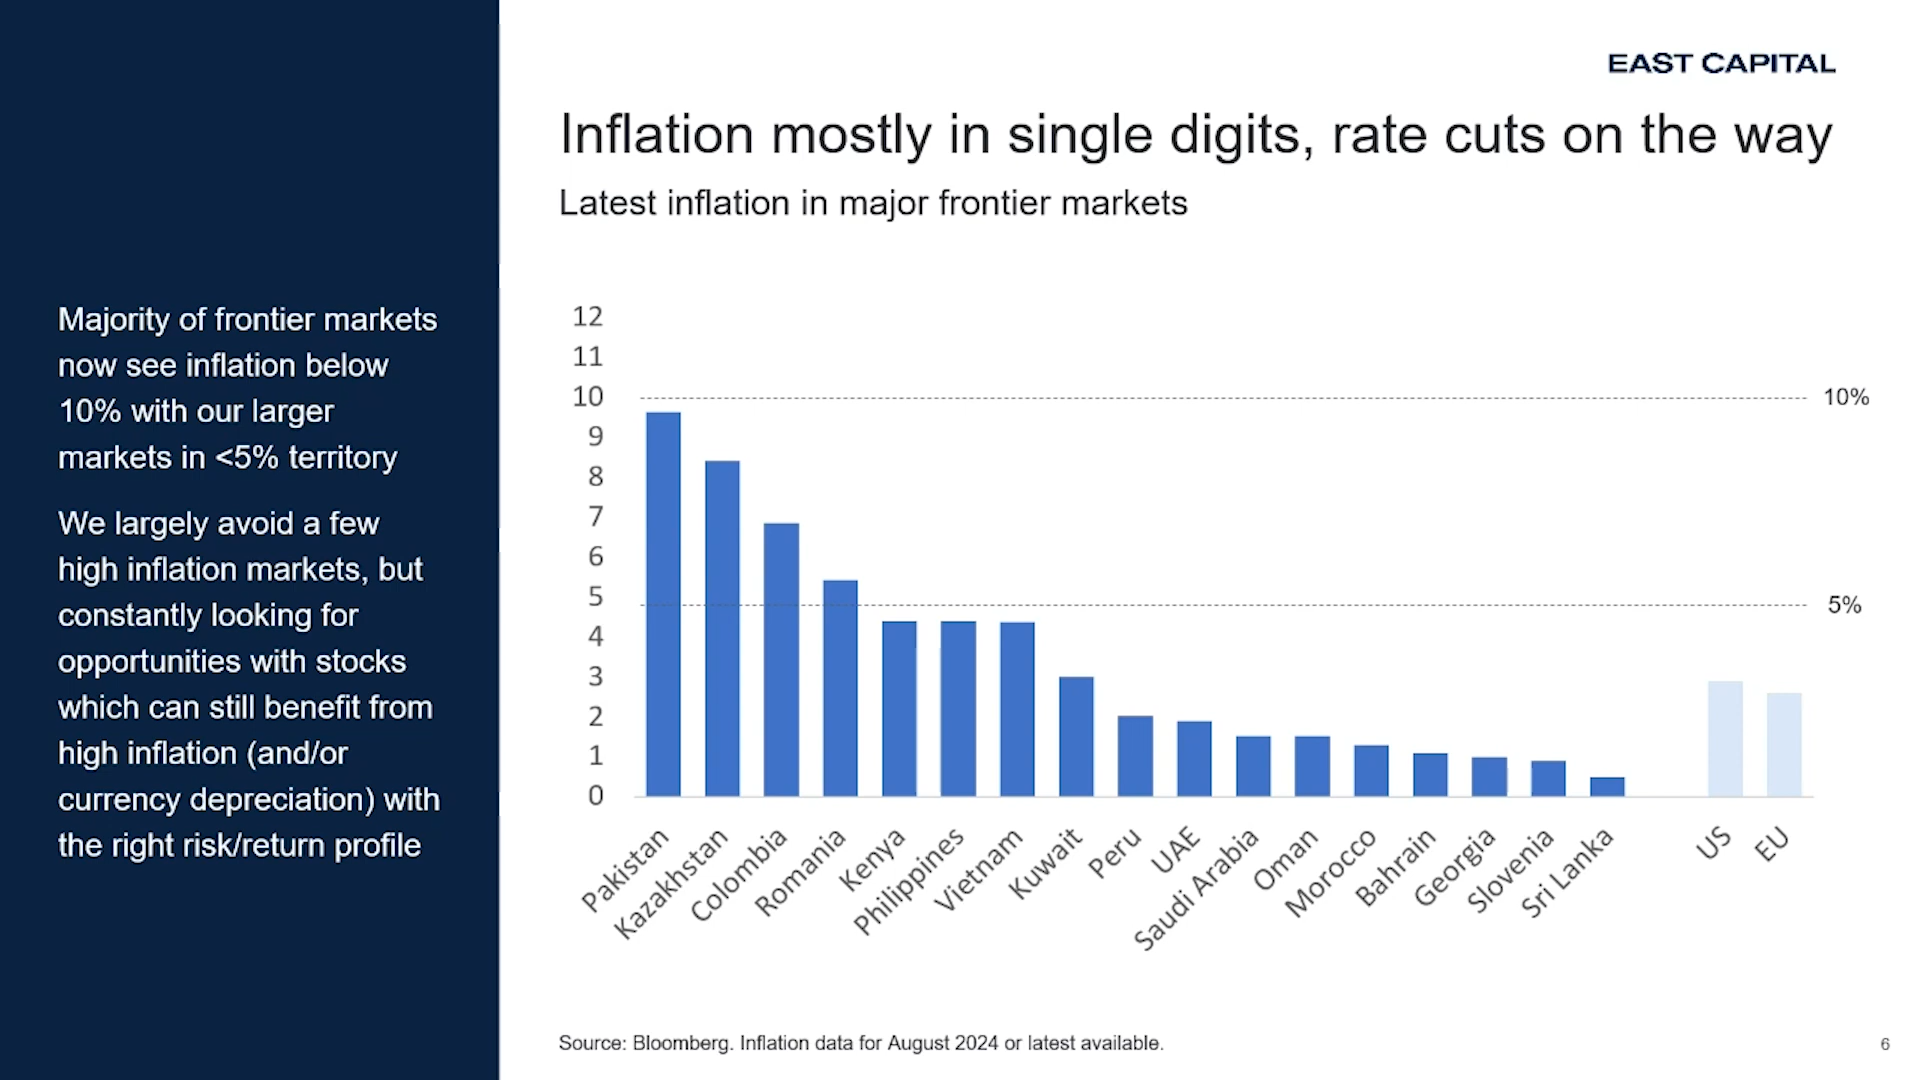 EAST CAPITAL
Inflation mostly in single digits, rate cuts on the way
Latest inflation in major frontier markets
Majority of frontier markets
now see inflation below
10% with our larger
markets in <5% territory
We largely avoid a few
high inflation markets, but
constantly looking for
opportunities with stocks
which can still benefit from
high inflation (and/or
currency depreciation) with
the right risk/return profile
12
11
10
9
8
7
6
5
4
3
2
1
0
10%
5%
Pakistan
Kazakhstan
Colombia
Romania
Kenya
Philippines
Vietnam
Kuwait
Peru
UAE
Saudi Arabia
Oman
Morocco
Bahrain
Georgia
Slovenia
Sri Lanka
US
EU
Source: Bloomberg. Inflation data for August 2024 or latest available.
6